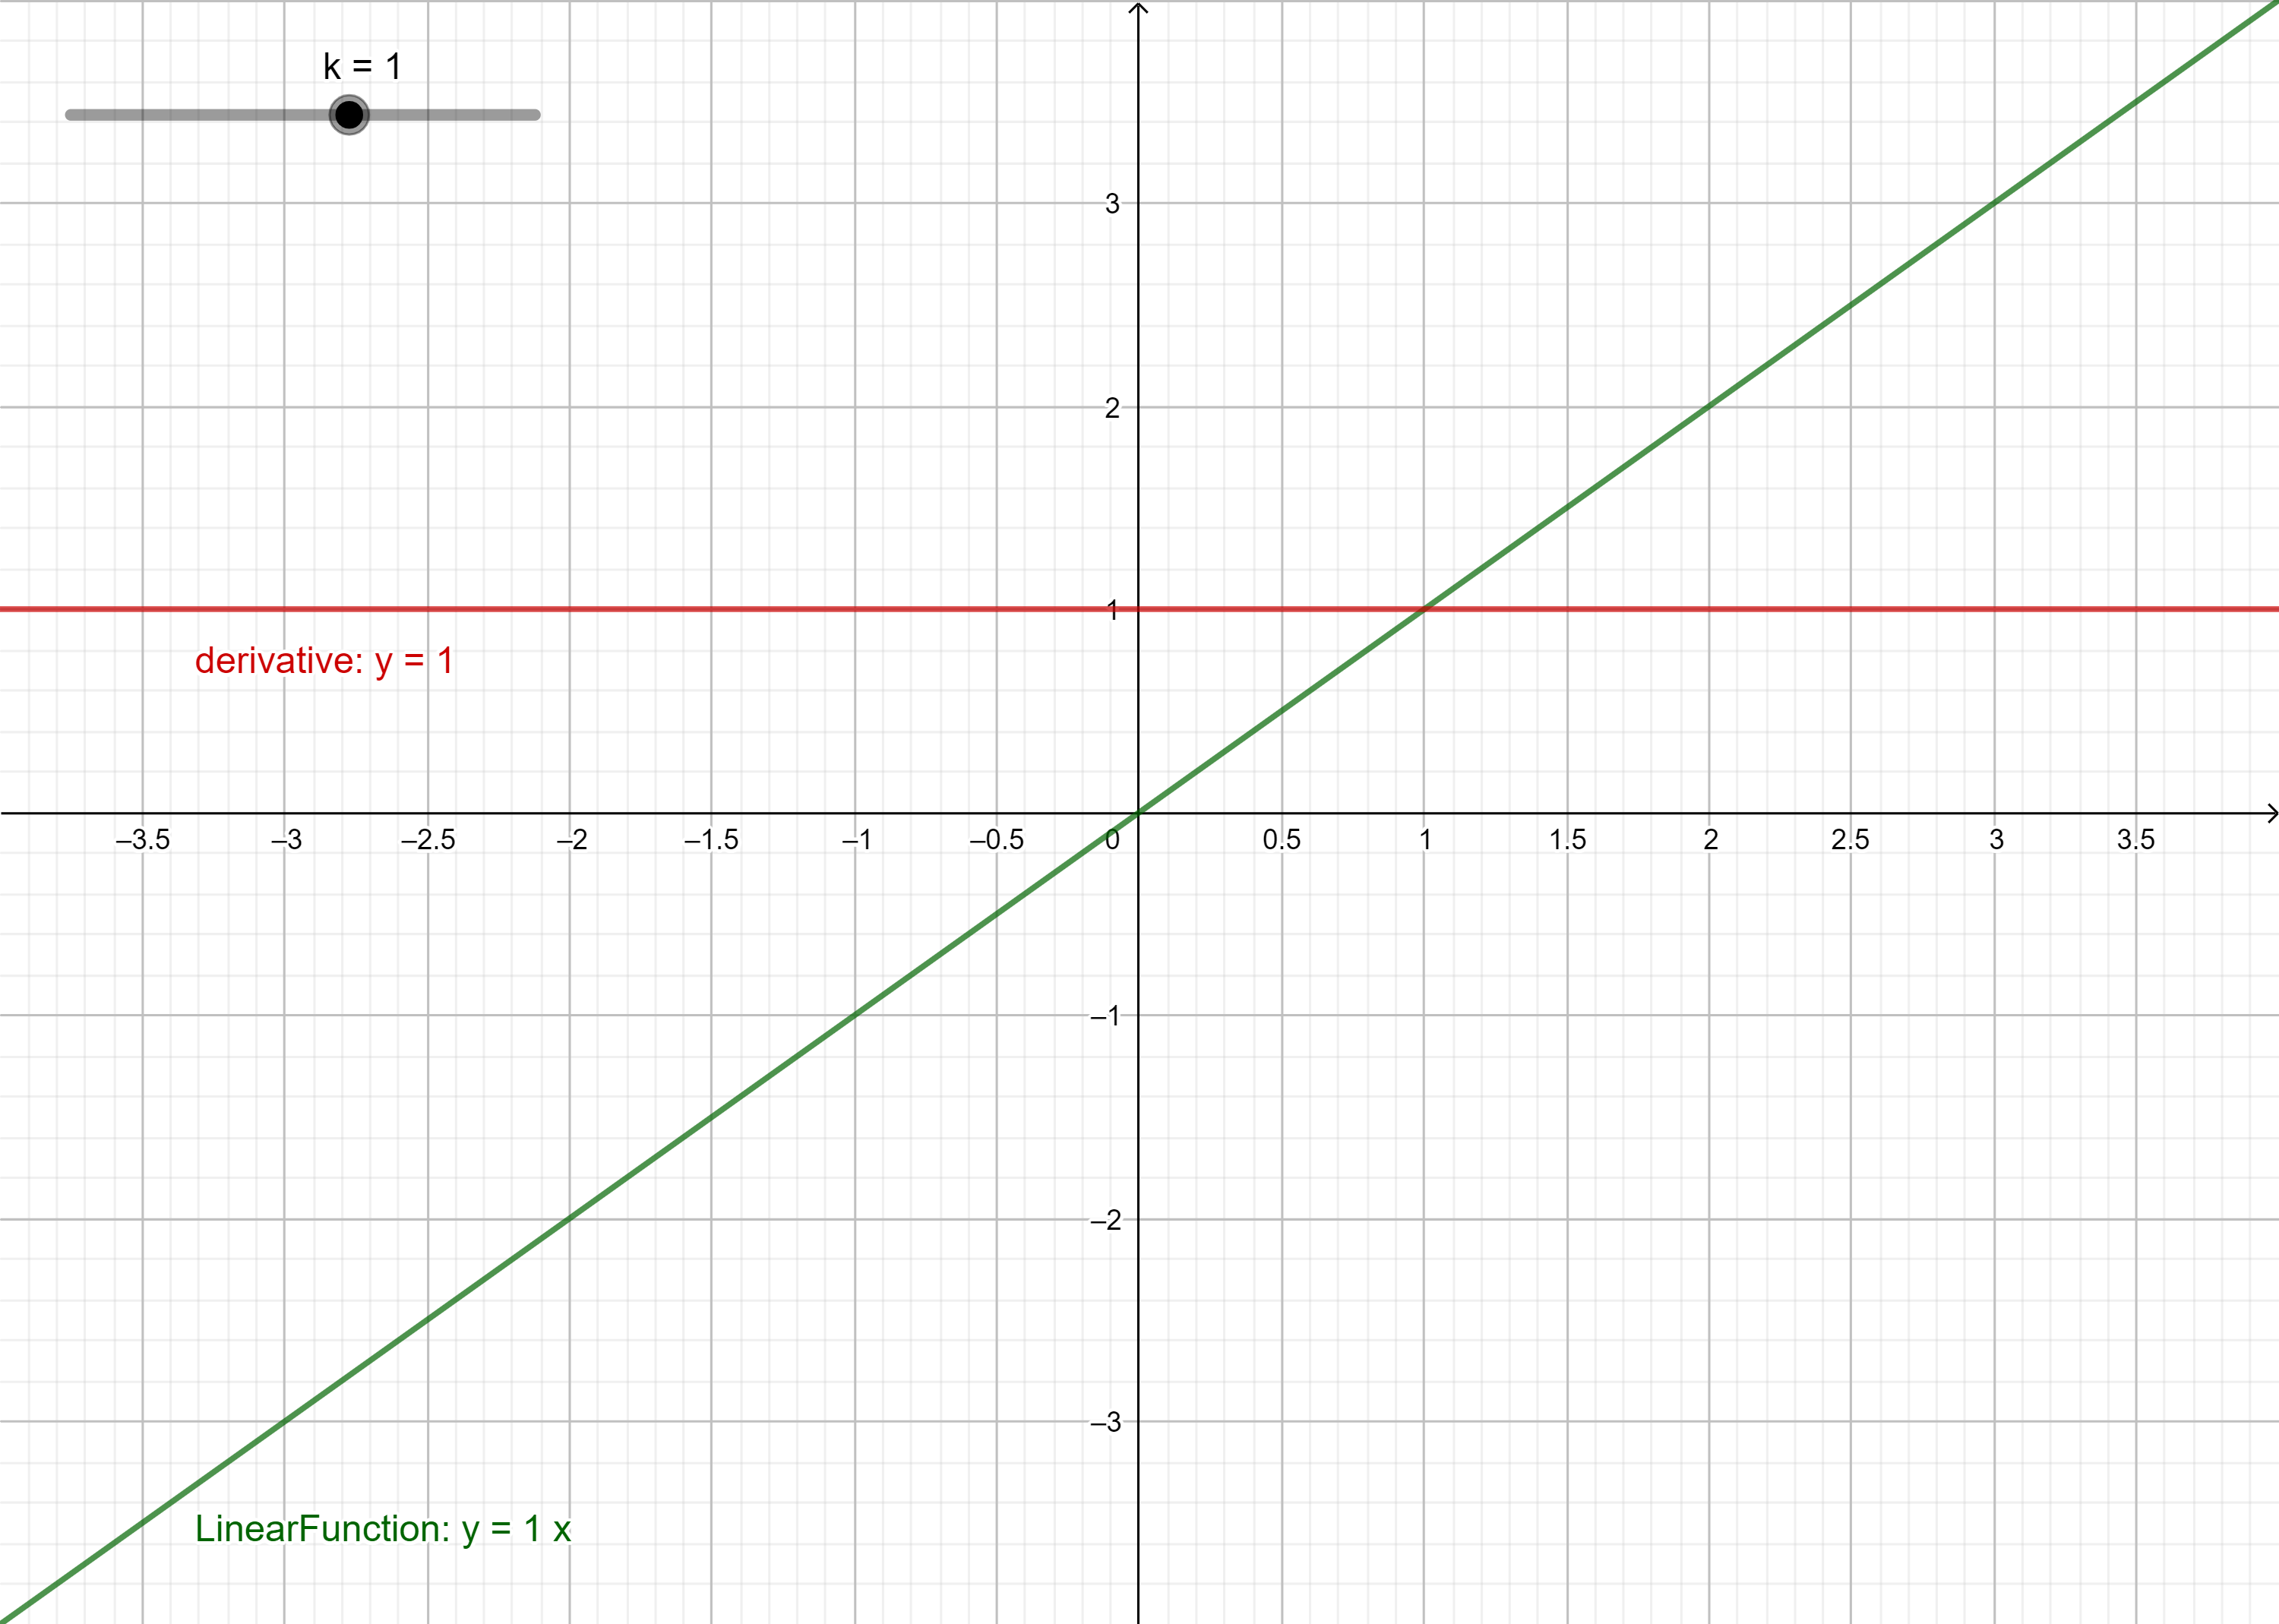 k = 1
3
2
1
derivative: y = 1
–3.5 –3 –2.5 –2 –1.5 –1 –0.5 0 0.5 1 1.5 2 2.5 3 3.5
–1
–2
–3
LinearFunction: y = 1 x